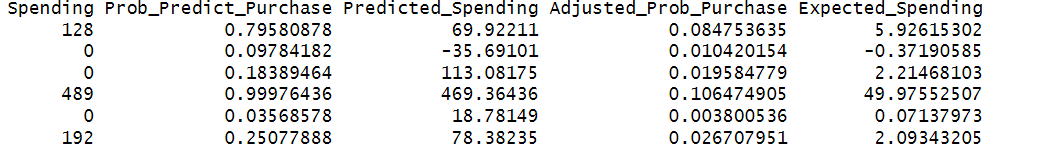 Spending Prob_Predict_Purchase Predicted_Spending Adjusted_Prob_Purchase Expected_Spending
128 0.79580878 69.92211 0.084753635 5.92615302
0 0.09784182 -35.69101 0.010420154 -0.37190585
0 0.18389464 113.08175 0.019584779 2.21468103
489 0.99976436 469.36436 0.106474905 49.97552507
0 0.03568578 18.78149 0.003800536 0.07137973
192 0.25077888 78.38235 0.026707951 2.09343205